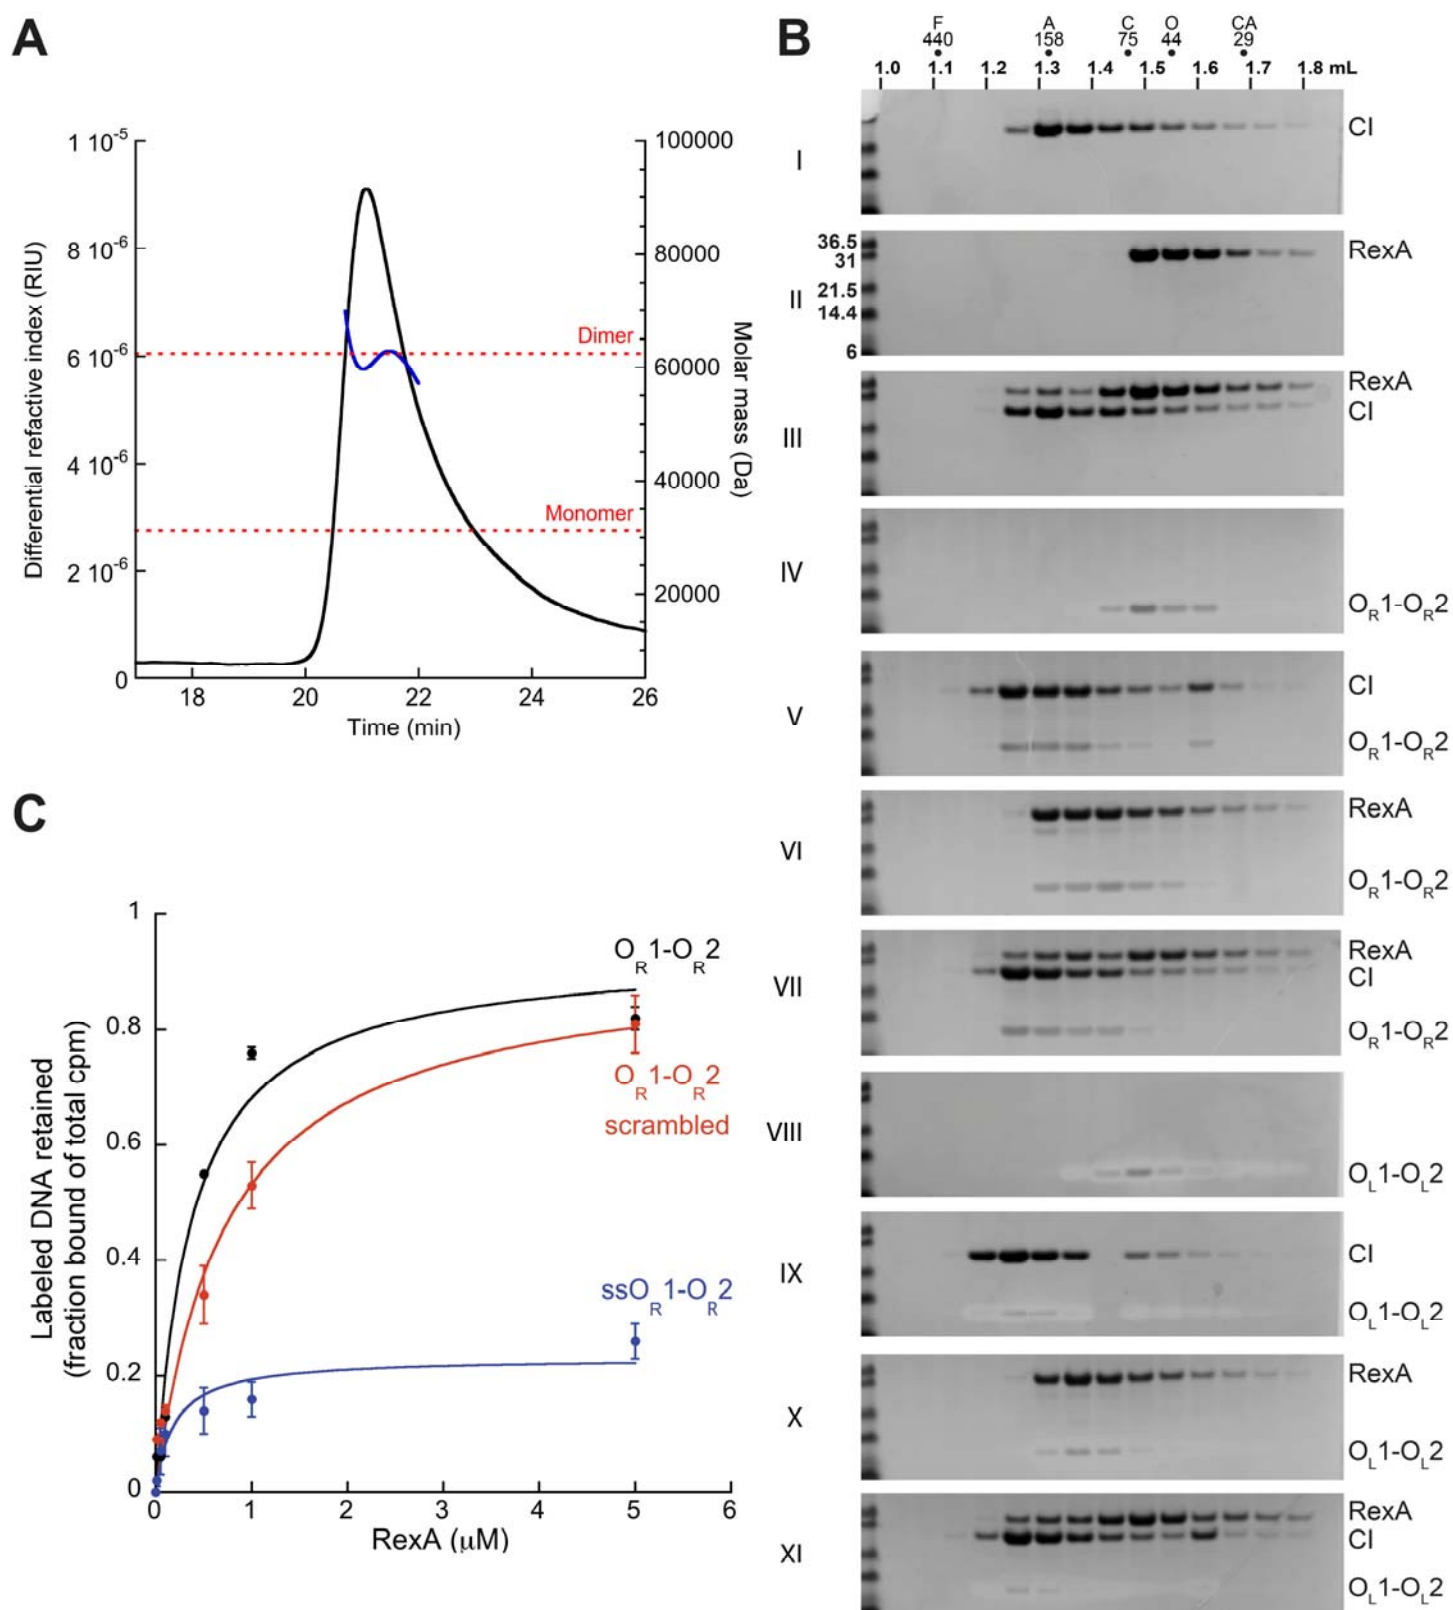 A
1 10-5
8 10-6
6 10-6
4 10-6
2 10-6
0
Differential refactive index (RIU)
100000
80000
60000
40000
20000
Molar mass (Da)
Dimer
Monomer
18 20 22 24 26
Time (min)
B
F A C O CA
440 158 75 44 29
1.0 1.1 1.2 1.3 1.4 1.5 1.6 1.7 1.8 mL
I
CI
36.5
31
21.5
14.4
6
II
RexA
III
RexA
CI
IV
OR1-OR2
V
CI
OR1-OR2
VI
RexA
OR1-OR2
VII
RexA
CI
OR1-OR2
VIII
OL1-OL2
IX
CI
OL1-OL2
X
RexA
OL1-OL2
XI
RexA
CI
OL1-OL2
C
1
0.8
0.6
0.4
0.2
0
Labeled DNA retained
(fraction bound of total cpm)
OR1-OR2
OR1-OR2
scrambled
ssOR1-OR2
0 1 2 3 4 5 6
RexA (μM)